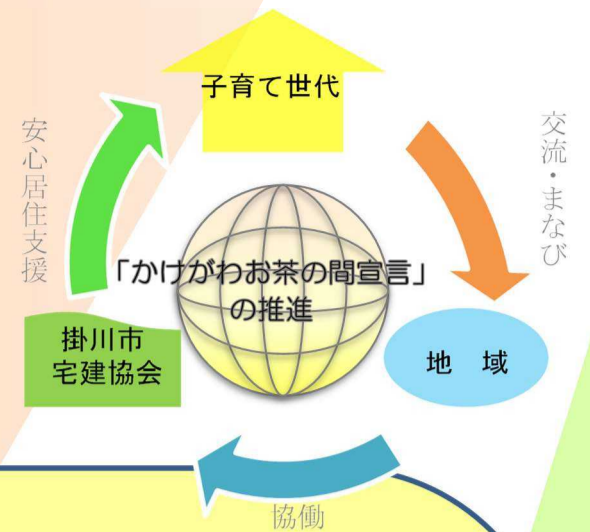 子育て世代
安心居住支援
交流・まなび
「かけがわお茶の間宣言」
の推進
掛川市
宅建協会
地　域
協働